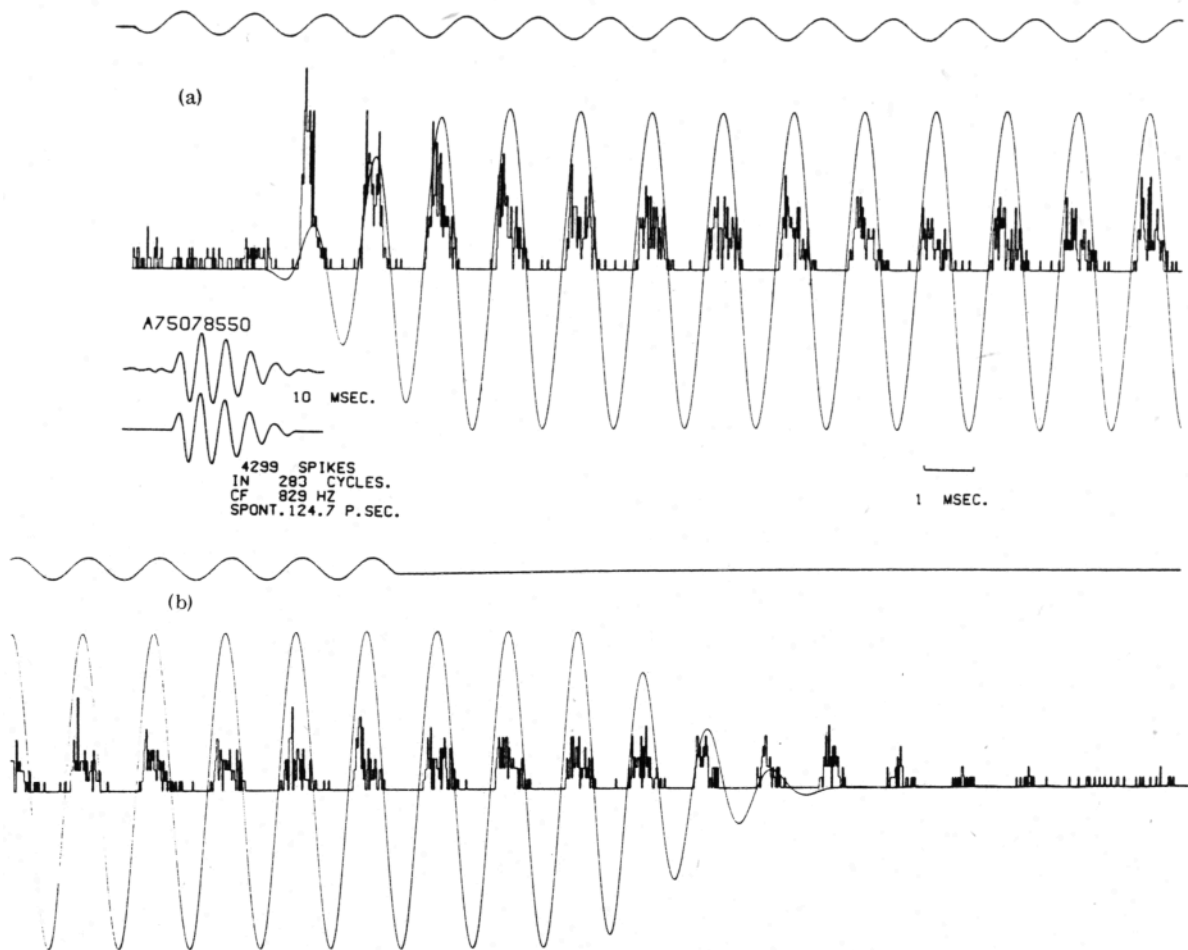 (a)
A75078550
10 MSEC.
4299 SPIKES
IN 283 CYCLES.
CF 829 HZ
SPONT.124.7 P.SEC.
1 MSEC.
(b)